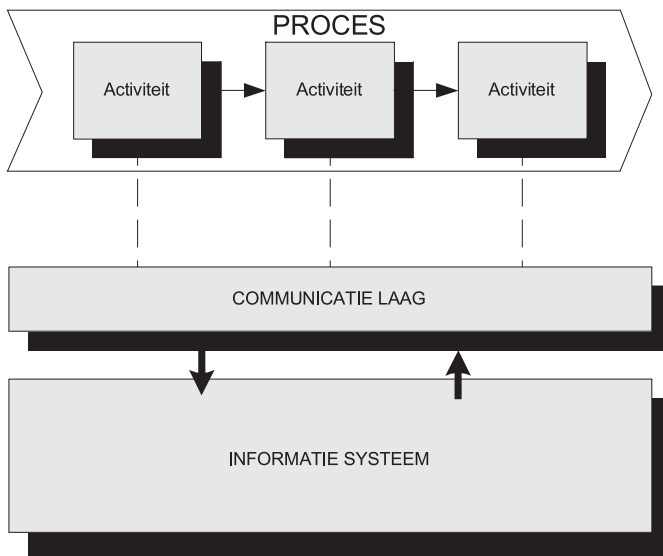 PROCES
Activiteit Activiteit Activiteit
COMMUNICATIE LAAG
INFORMATIE SYSTEEM